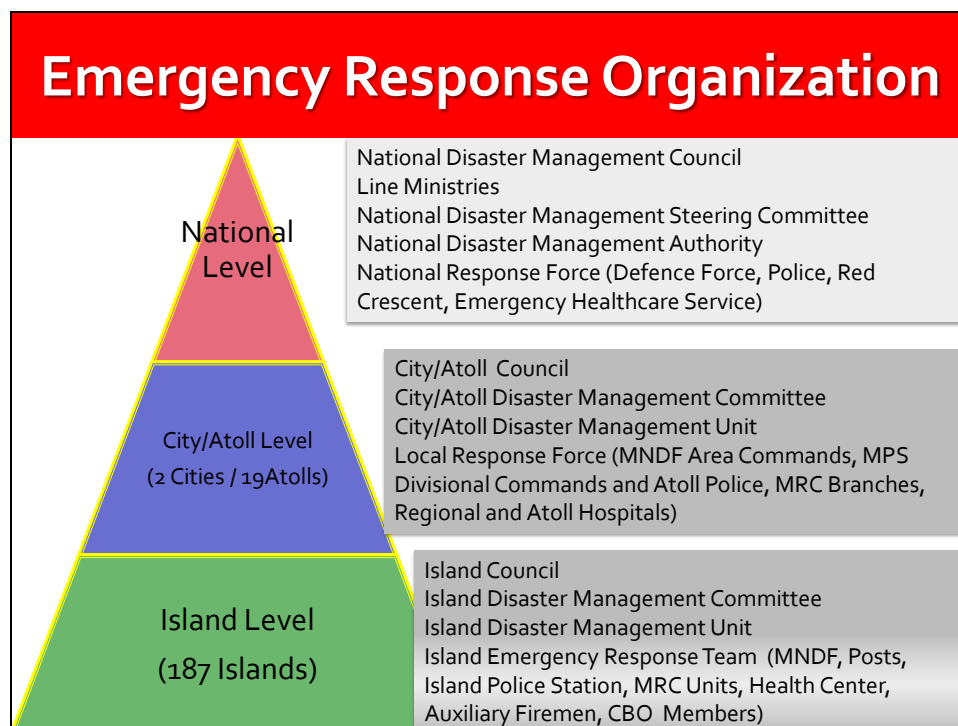 Emergency Response Organization
National
Level
National Disaster Management Council
Line Ministries
National Disaster Management Steering Committee
National Disaster Management Authority
National Response Force (Defence Force, Police, Red
Crescent, Emergency Healthcare Service)
City/Atoll Level
(2 Cities / 19Atolls)
City/Atoll Council
City/Atoll Disaster Management Committee
City/Atoll Disaster Management Unit
Local Response Force (MNDF Area Commands, MPS
Divisional Commands and Atoll Police, MRC Branches,
Regional and Atoll Hospitals)
Island Level
(187 Islands)
Island Council
Island Disaster Management Committee
Island Disaster Management Unit
Island Emergency Response Team (MNDF, Posts,
Island Police Station, MRC Units, Health Center,
Auxiliary Firemen, CBO Members)